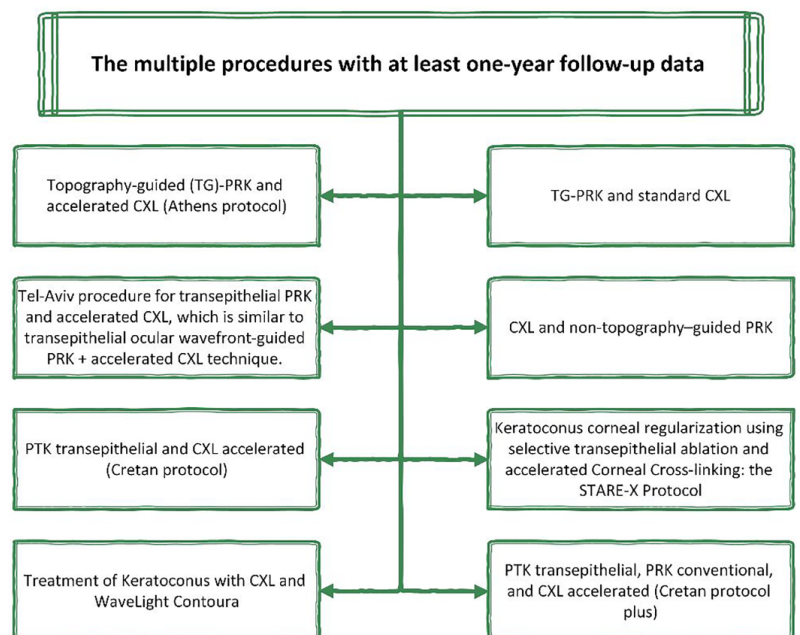 The multiple procedures with at least one-year follow-up data
Topography-guided (TG)-PRK and
accelerated CXL (Athens protocol)
TG-PRK and standard CXL
Tel-Aviv procedure for transepithelial PRK
and accelerated CXL, which is similar to
transepithelial ocular wavefront-guided
PRK + accelerated CXL technique.
CXL and non-topography–guided PRK
PTK transepithelial and CXL accelerated
(Cretan protocol)
Keratoconus corneal regularization using
selective transepithelial ablation and
accelerated Corneal Cross-linking: the
STARE-X Protocol
Treatment of Keratoconus with CXL and
WaveLight Contoura
PTK transepithelial, PRK conventional,
and CXL accelerated (Cretan protocol
plus)